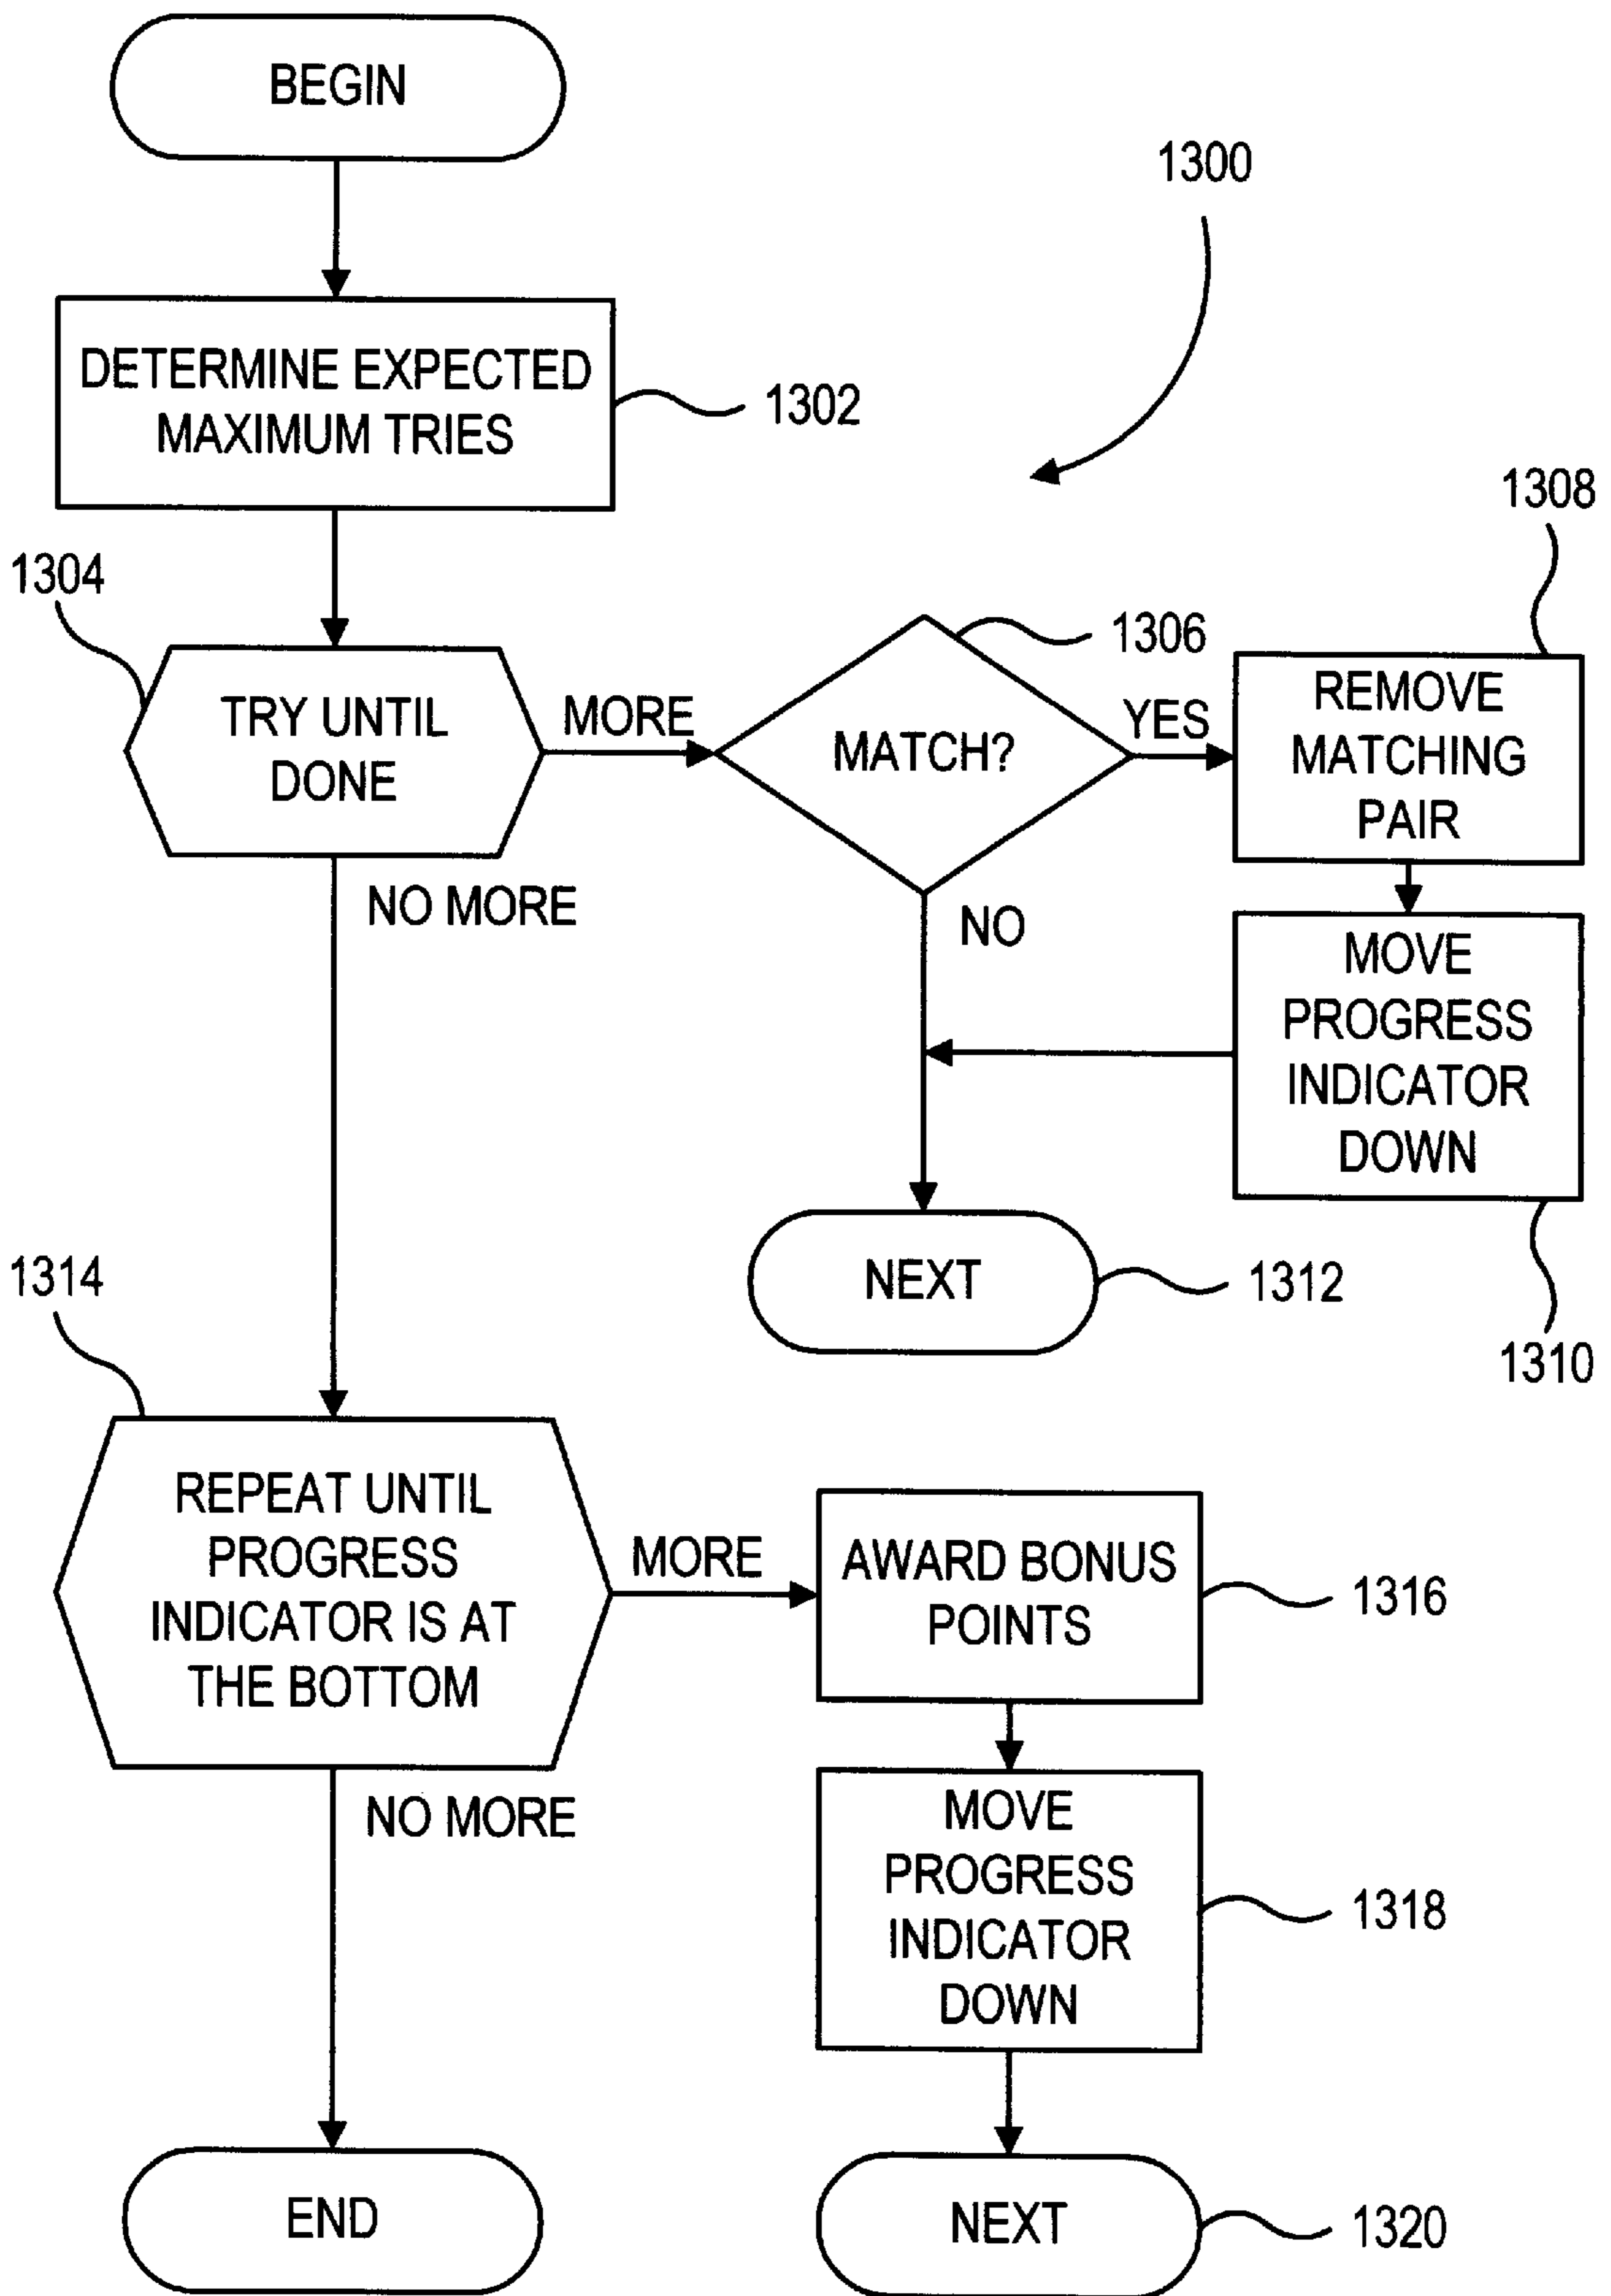 BEGIN
1300
DETERMINE EXPECTED
MAXIMUM TRIES
1302
1308
1304
1306
TRY UNTIL
DONE
MORE
MATCH?
YES
REMOVE
MATCHING
PAIR
NO MORE
NO
MOVE
PROGRESS
INDICATOR
DOWN
NEXT
1312
1310
1314
REPEAT UNTIL
PROGRESS
INDICATOR IS AT
THE BOTTOM
MORE
AWARD BONUS
POINTS
1316
NO MORE
MOVE
PROGRESS
INDICATOR
DOWN
1318
END
NEXT
1320